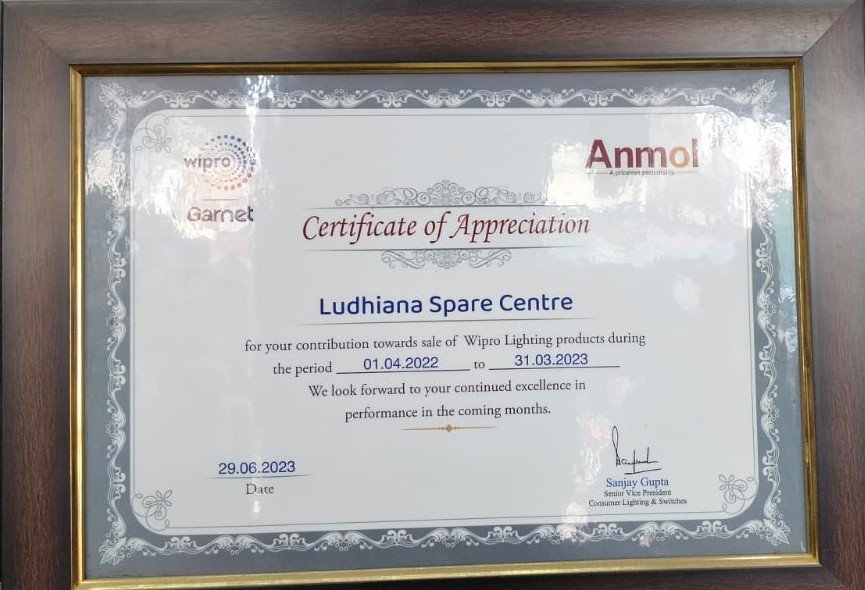 wipro
Garnet
Anmol
A priceless partnership
Certificate of Appreciation
Ludhiana Spare Centre
for your contribution towards sale of Wipro Lighting products during
the period 01.04.2022 to 31.03.2023
We look forward to your continued excellence in
performance in the coming months.
29.06.2023
Date
Sanjay Gupta
Senior Vice President
Consumer Lighting & Switches